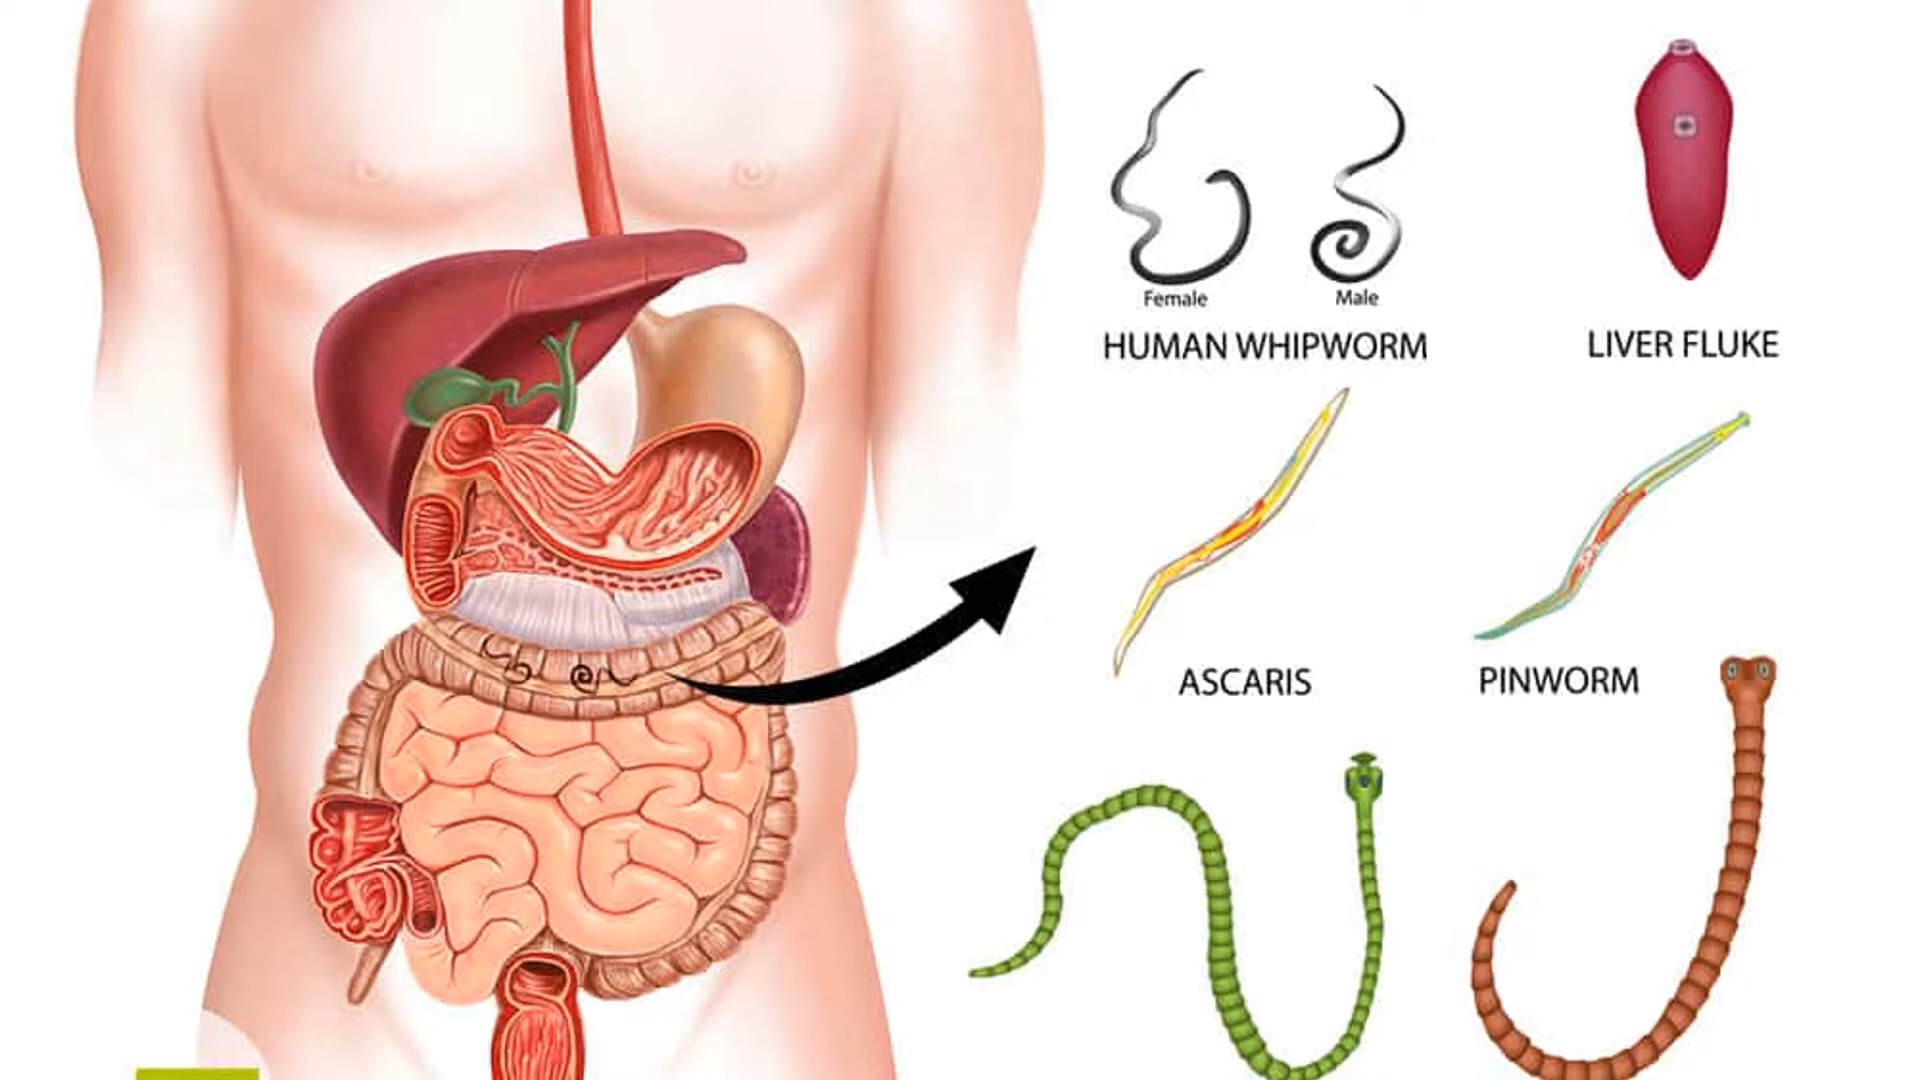 Female
Male
HUMAN WHIPWORM
LIVER FLUKE
ASCARIS
PINWORM